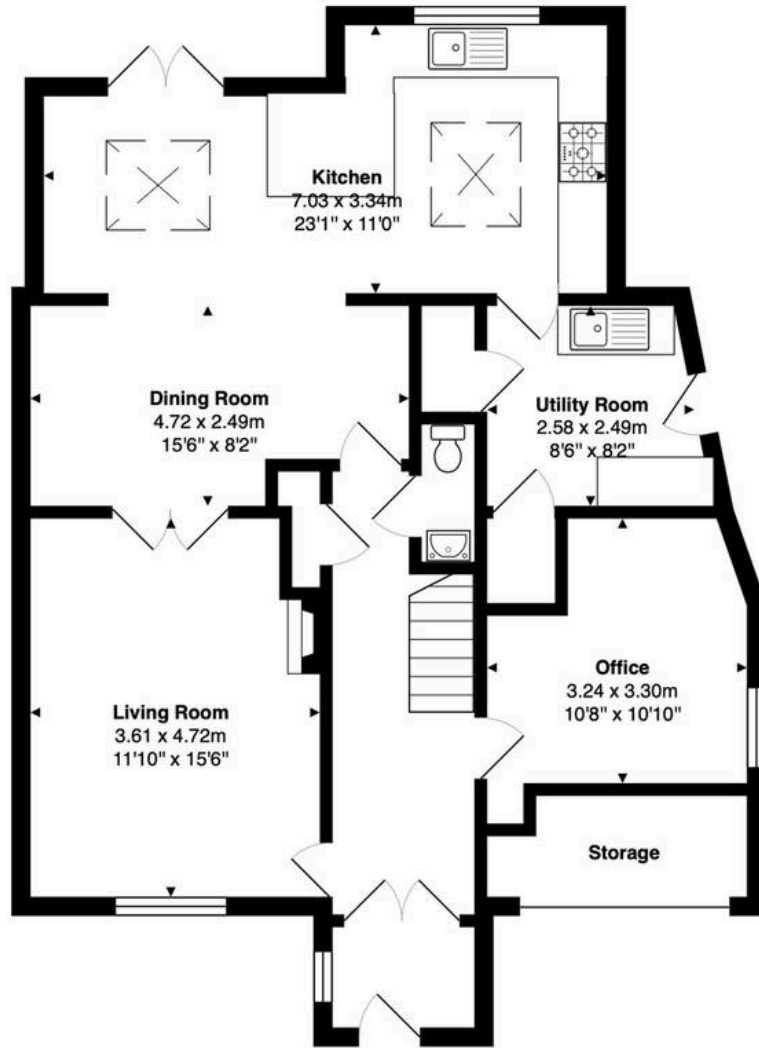 Kitchen
7.03 x 3.34m
23'1" x 11'0"
Dining Room
4.72 x 2.49m
15'6" x 8'2"
Utility Room
2.58 x 2.49m
8'6" x 8'2"
Living Room
3.61 x 4.72m
11'10" x 15'6"
Office
3.24 x 3.30m
10'8" x 10'10"
Storage